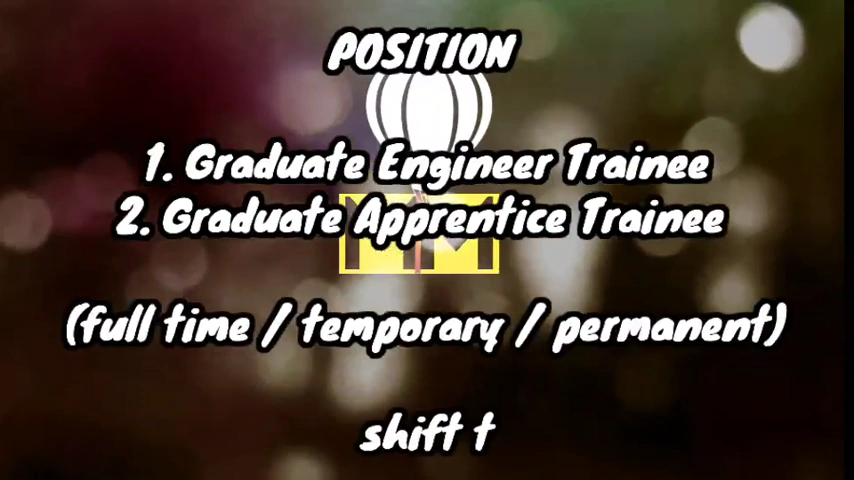 POSITION
1. Graduate Engineer Trainee
2. Graduate Apprentice Trainee
(full time / temporary / permanent)
shift t